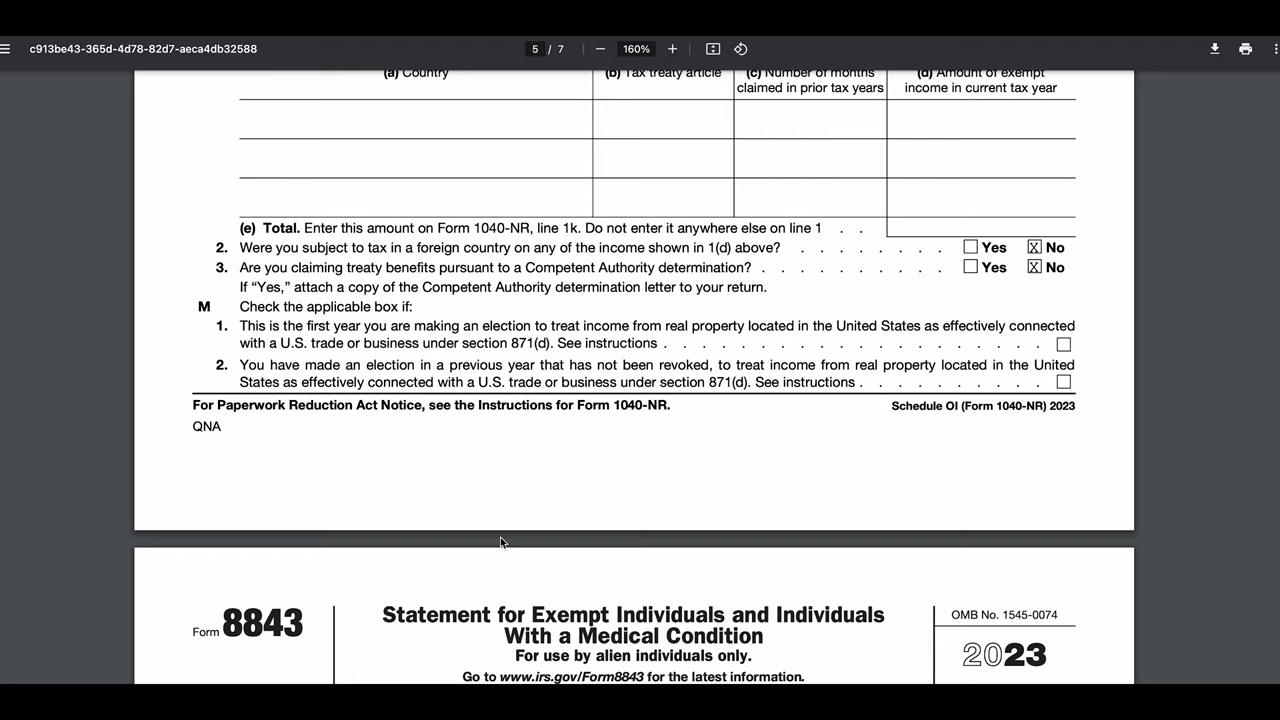 c913be43-365d-4d78-82d7-aeca4db32588
5 / 7
160%
(a) Country
(b) Tax treaty article
(c) Number of months
claimed in prior tax years
(d) Amount of exempt
income in current tax year
(e) Total. Enter this amount on Form 1040-NR, line 1k. Do not enter it anywhere else on line 1 . .
2. Were you subject to tax in a foreign country on any of the income shown in 1(d) above? . . . . . . . . Yes X No
3. Are you claiming treaty benefits pursuant to a Competent Authority determination? . . . . . . . . . . Yes X No
If “Yes,” attach a copy of the Competent Authority determination letter to your return.
M Check the applicable box if:
1. This is the first year you are making an election to treat income from real property located in the United States as effectively connected
with a U.S. trade or business under section 871(d). See instructions . . . . . . . . . . . . . . . . . . . .
2. You have made an election in a previous year that has not been revoked, to treat income from real property located in the United
States as effectively connected with a U.S. trade or business under section 871(d). See instructions . . . . . . . . . .
For Paperwork Reduction Act Notice, see the Instructions for Form 1040-NR. Schedule OI (Form 1040-NR) 2023
QNA
Form 8843
Statement for Exempt Individuals and Individuals
With a Medical Condition
For use by alien individuals only.
Go to www.irs.gov/Form8843 for the latest information.
OMB No. 1545-0074
2023